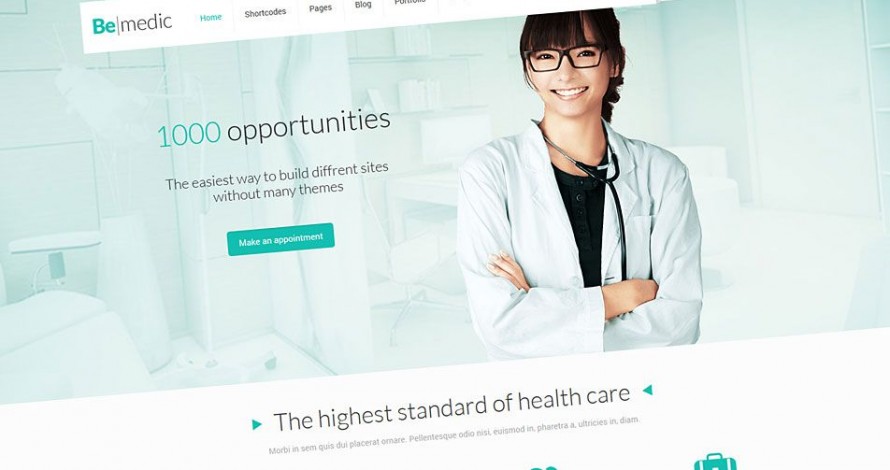 Be|medic
Home Shortcodes Pages Blog
1000 opportunities
The easiest way to build diffrent sites
without many themes
Make an appointment
The highest standard of health care
Morbi in sem quis dui placerat ornare. Pellentesque odio nisi, euismod in, pharetra a, ultricies in, diam.